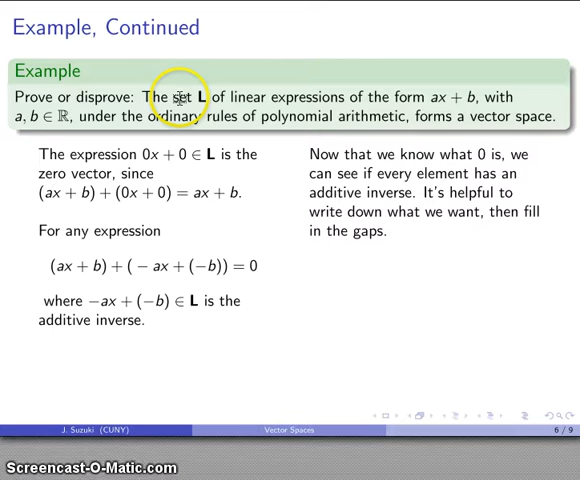 Example, Continued
Example
Prove or disprove: The set L of linear expressions of the form ax + b, with
a, b ∈ ℝ, under the ordinary rules of polynomial arithmetic, forms a vector space.
The expression 0x + 0 ∈ L is the
zero vector, since
(ax + b) + (0x + 0) = ax + b.
For any expression
(ax + b) + ( − ax + (−b)) = 0
where −ax + (−b) ∈ L is the
additive inverse.
Now that we know what 0 is, we
can see if every element has an
additive inverse. It's helpful to
write down what we want, then fill
in the gaps.
J. Suzuki (CUNY)
Vector Spaces
6 / 9
Screencast-O-Matic.com